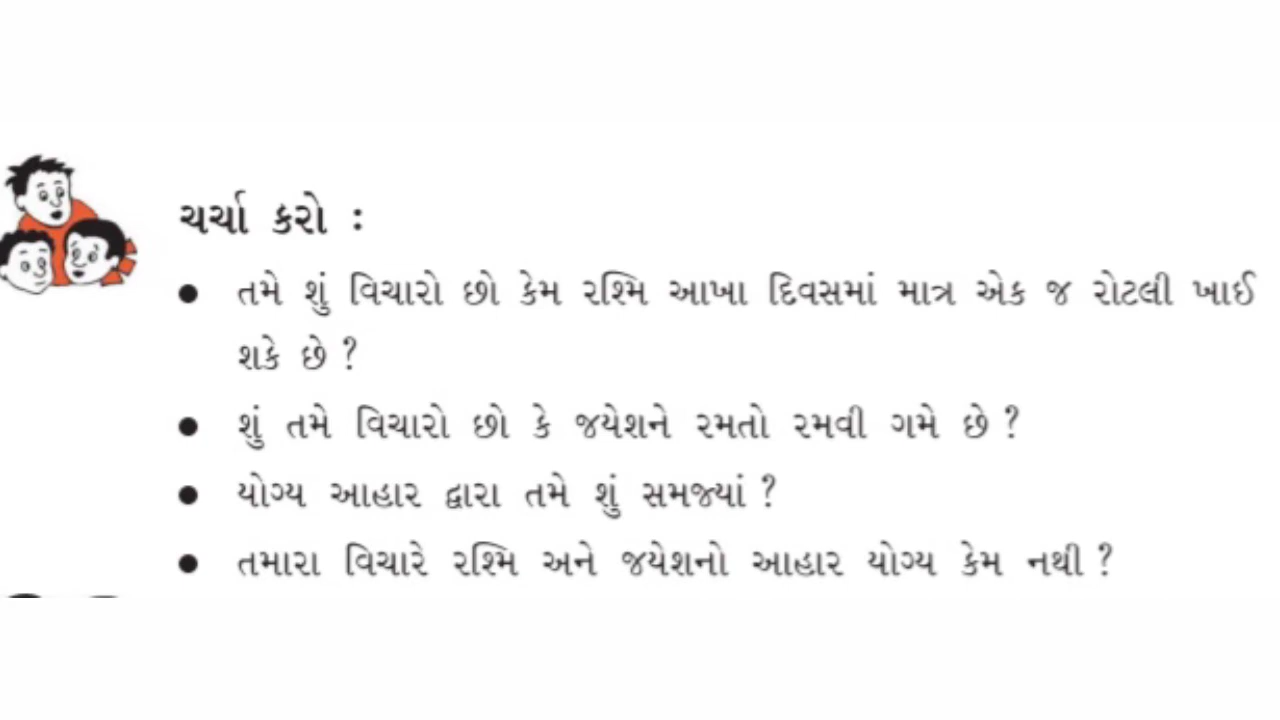 ચર્ચા કરો :
● તમે શું વિચારો છો કેમ રશ્મિ આખા દિવસમાં માત્ર એક જ રોટલી ખાઈ
શકે છે ?
● શું તમે વિચારો છો કે જયેશને રમતો રમવી ગમે છે ?
● યોગ્ય આહાર દ્વારા તમે શું સમજ્યાં ?
● તમારા વિચારે રશ્મિ અને જયેશનો આહાર યોગ્ય કેમ નથી ?